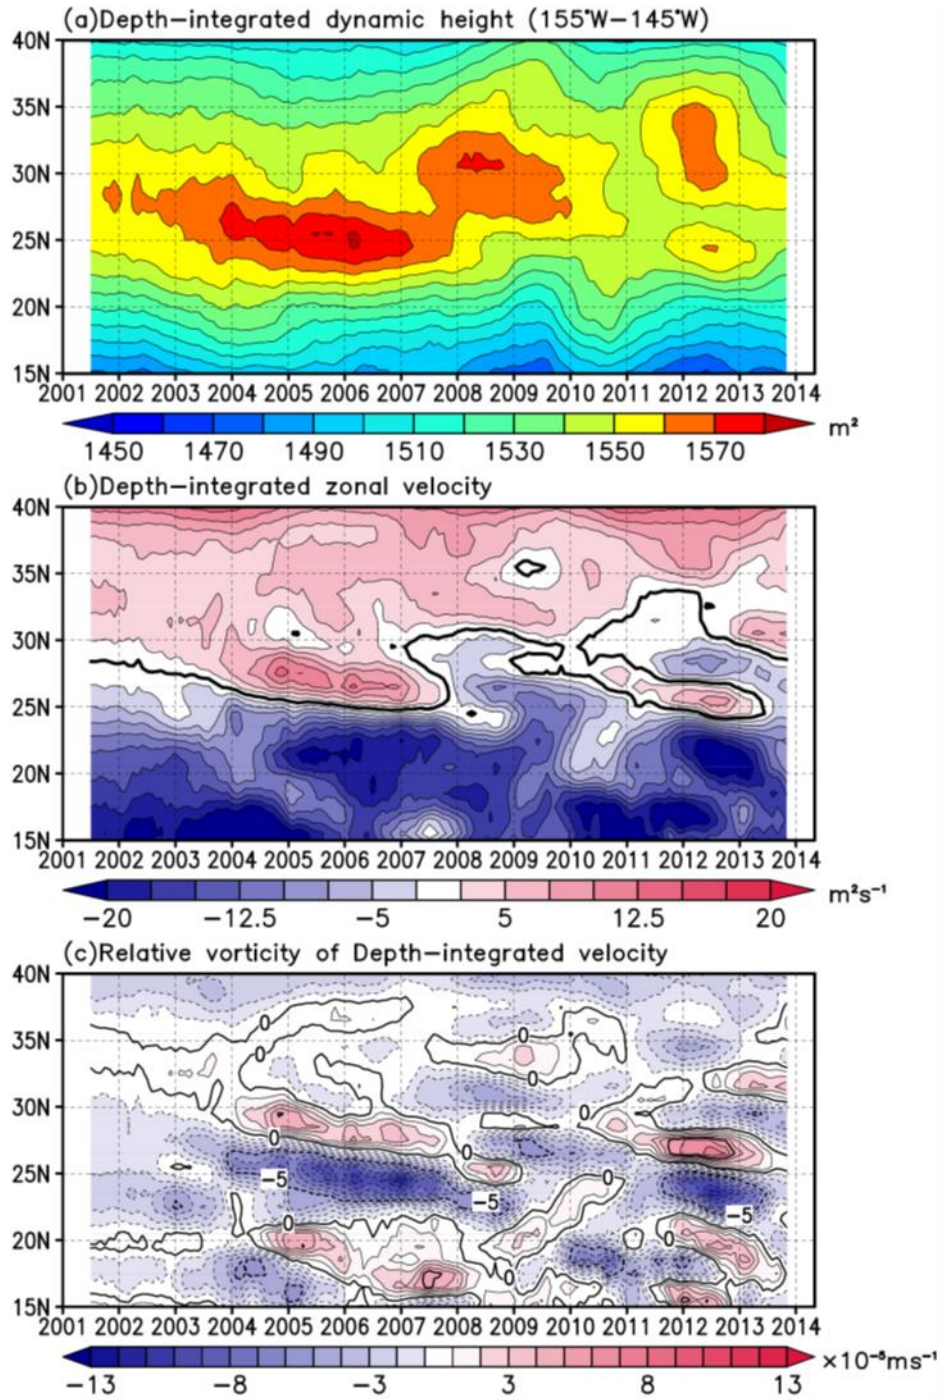 (a)Depth-integrated dynamic height (155°W-145°W)
40N
35N
30N
25N
20N
15N
2001 2002 2003 2004 2005 2006 2007 2008 2009 2010 2011 2012 2013 2014
1450 1470 1490 1510 1530 1550 1570 m²
(b)Depth-integrated zonal velocity
40N
35N
30N
25N
20N
15N
2001 2002 2003 2004 2005 2006 2007 2008 2009 2010 2011 2012 2013 2014
-20 -12.5 -5 5 12.5 20 m²s⁻¹
(c)Relative vorticity of Depth-integrated velocity
40N
0
35N
0
0
0
30N
0
0
0
25N
-5
0
-5
-5
0
20N
0
0
15N
2001 2002 2003 2004 2005 2006 2007 2008 2009 2010 2011 2012 2013 2014
-13 -8 -3 3 8 13 ×10⁻⁵ms⁻¹